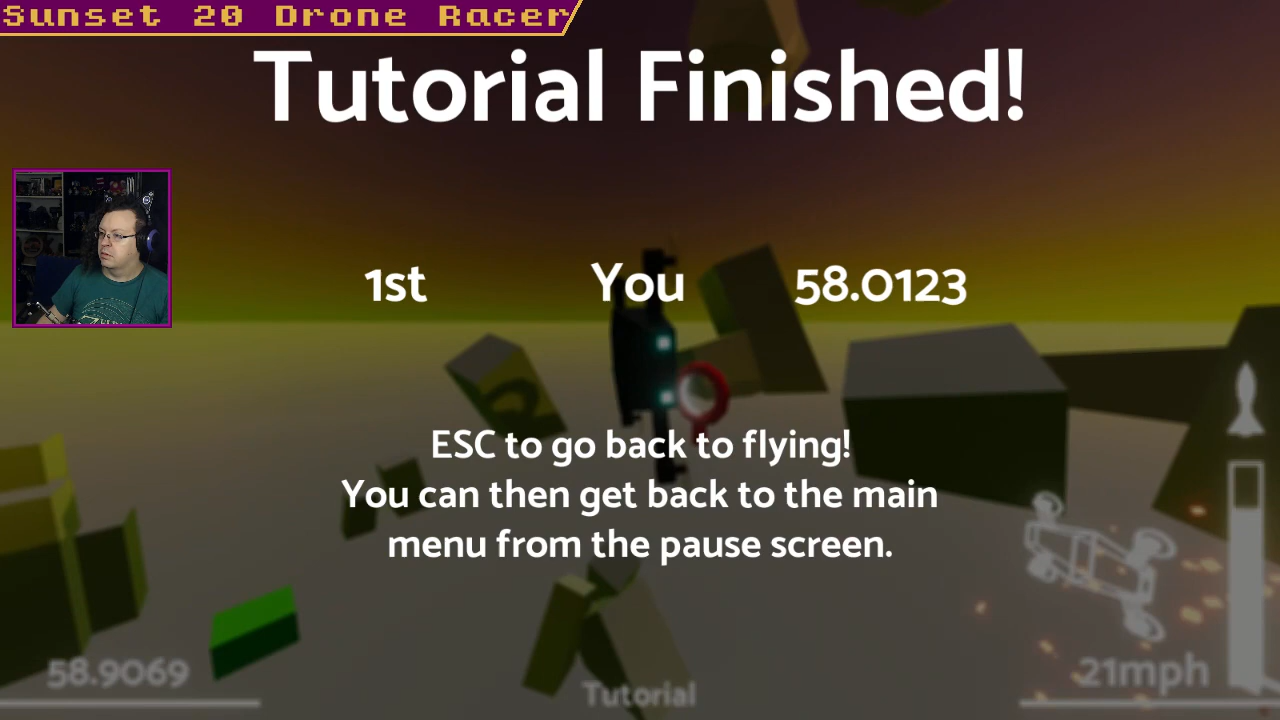 Sunset 20 Drone Racer
Tutorial Finished!
1st You 58.0123
ESC to go back to flying!
You can then get back to the main
menu from the pause screen.
58.9069
Tutorial
21mph